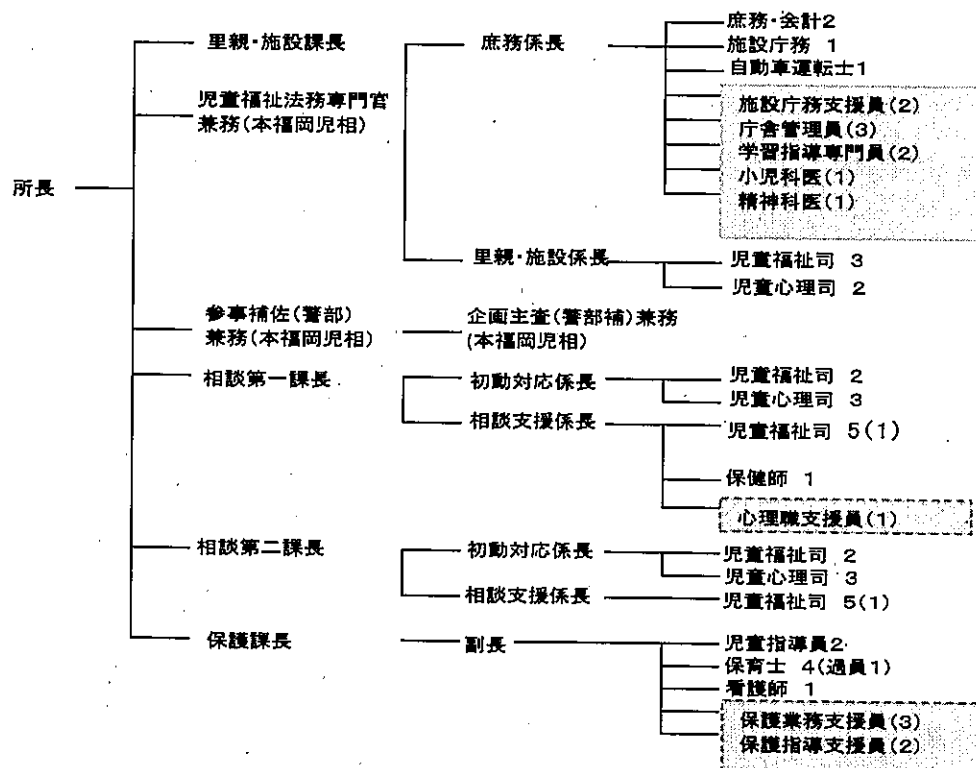 所長
里親・施設課長
児童福祉法務専門官
兼務(本福岡児相)
庶務係長
庶務・会計2
施設庁務 1
自動車運転士1
施設庁務支援員(2)
庁舎管理員(3)
学習指導専門員(2)
小児科医(1)
精神科医(1)
里親・施設係長
児童福祉司 3
児童心理司 2
参事補佐(警部)
兼務(本福岡児相)
企画主査(警部補)兼務
(本福岡児相)
相談第一課長
初動対応係長
児童福祉司 2
児童心理司 3
相談支援係長
児童福祉司 5(1)
保健師 1
心理職支援員(1)
相談第二課長
初動対応係長
児童福祉司 2
児童心理司 3
相談支援係長
児童福祉司 5(1)
保護課長
副長
児童指導員2
保育士 4(過員1)
看護師 1
保護業務支援員(3)
保護指導支援員(2)